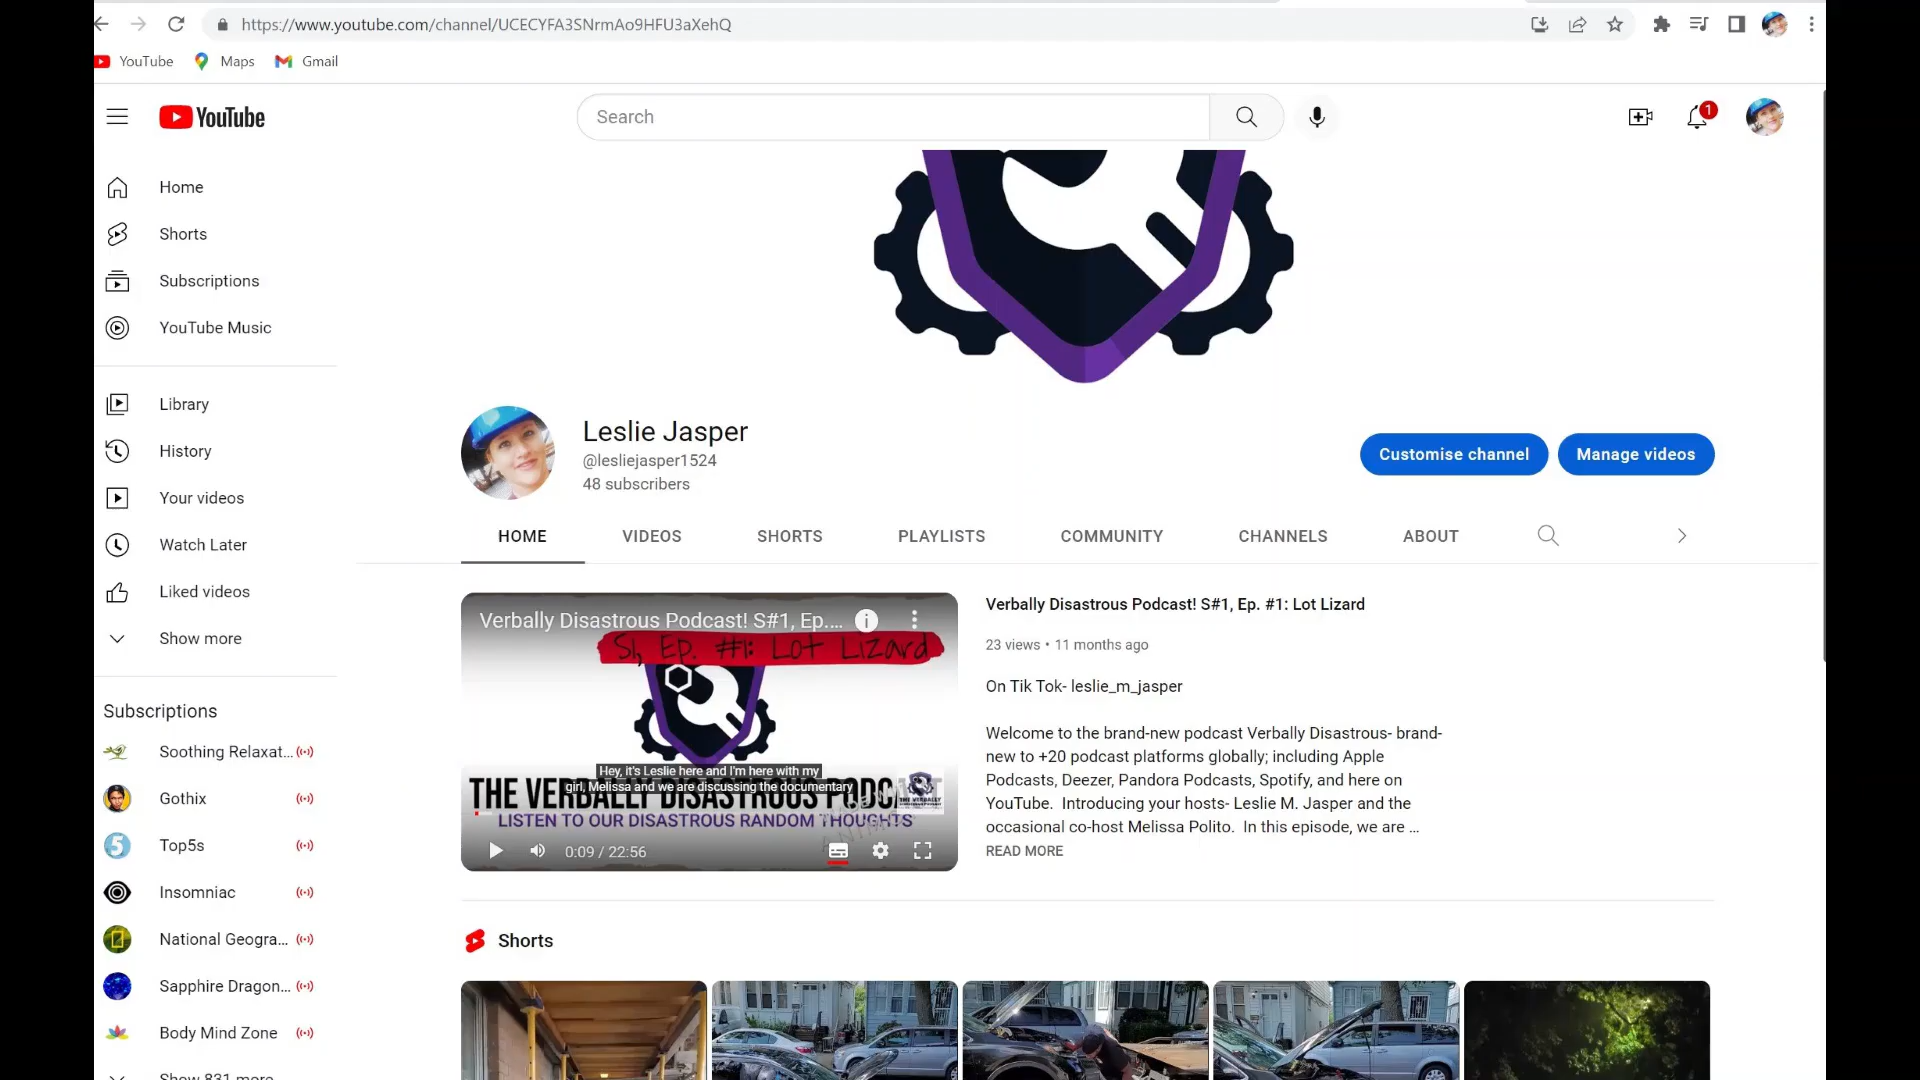 https://www.youtube.com/channel/UCECYFA3SNrmAo9HFU3aXehQ
YouTube
Maps
Gmail
YouTube
Search
1
Home
Shorts
Subscriptions
YouTube Music
Library
History
Your videos
Watch Later
Liked videos
Show more
Subscriptions
Soothing Relaxat...
Gothix
Top5s
Insomniac
National Geogra...
Sapphire Dragon...
Body Mind Zone
Show 831 more
Leslie Jasper
@lesliejasper1524
48 subscribers
Customise channel
Manage videos
HOME
VIDEOS
SHORTS
PLAYLISTS
COMMUNITY
CHANNELS
ABOUT
Verbally Disastrous Podcast! S#1, Ep....
S1, Ep. #1: Lot Lizard
Hey, it's Leslie here and I'm here with my
girl, Melissa and we are discussing the documentary
THE VERBALLY DISASTROUS PODCA
LISTEN TO OUR DISASTROUS RANDOM THOUGHTS
0:09 / 22:56
Verbally Disastrous Podcast! S#1, Ep. #1: Lot Lizard
23 views • 11 months ago
On Tik Tok- leslie_m_jasper
Welcome to the brand-new podcast Verbally Disastrous- brand-
new to +20 podcast platforms globally; including Apple
Podcasts, Deezer, Pandora Podcasts, Spotify, and here on
YouTube.  Introducing your hosts- Leslie M. Jasper and the
occasional co-host Melissa Polito.  In this episode, we are ...
READ MORE
Shorts